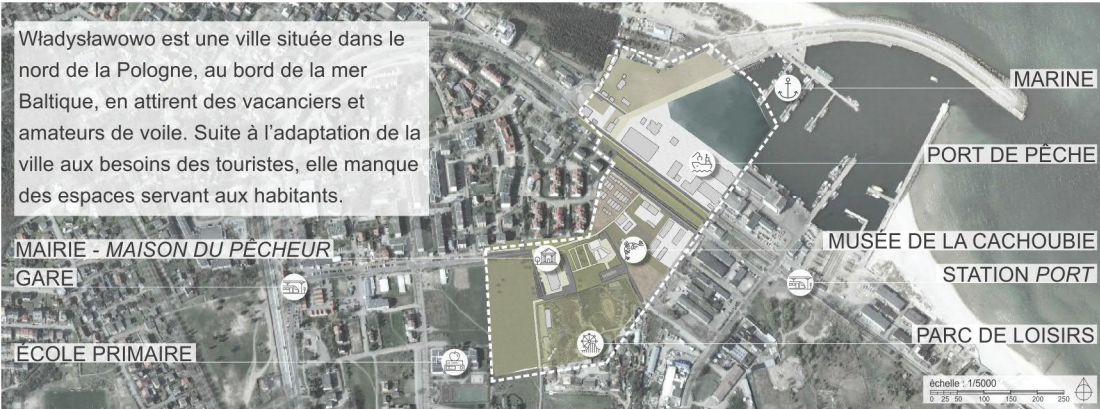 Władysławowo est une ville située dans le
nord de la Pologne, au bord de la mer
Baltique, en attirent des vacanciers et
amateurs de voile. Suite à l'adaptation de la
ville aux besoins des touristes, elle manque
des espaces servant aux habitants.
MARINE
PORT DE PÊCHE
MAIRIE - MAISON DU PÊCHEUR
MUSÉE DE LA CACHOUBIE
GARE
STATION PORT
PARC DE LOISIRS
ÉCOLE PRIMAIRE
échelle : 1/5000
0 25 50 100 150 200 250